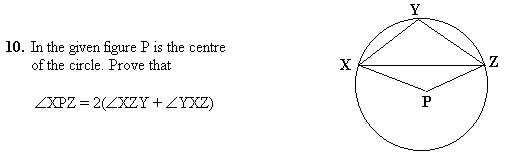 10. In the given figure P is the centre
of the circle. Prove that
∠XPZ = 2(∠XZY + ∠YXZ)
Y
X
Z
P